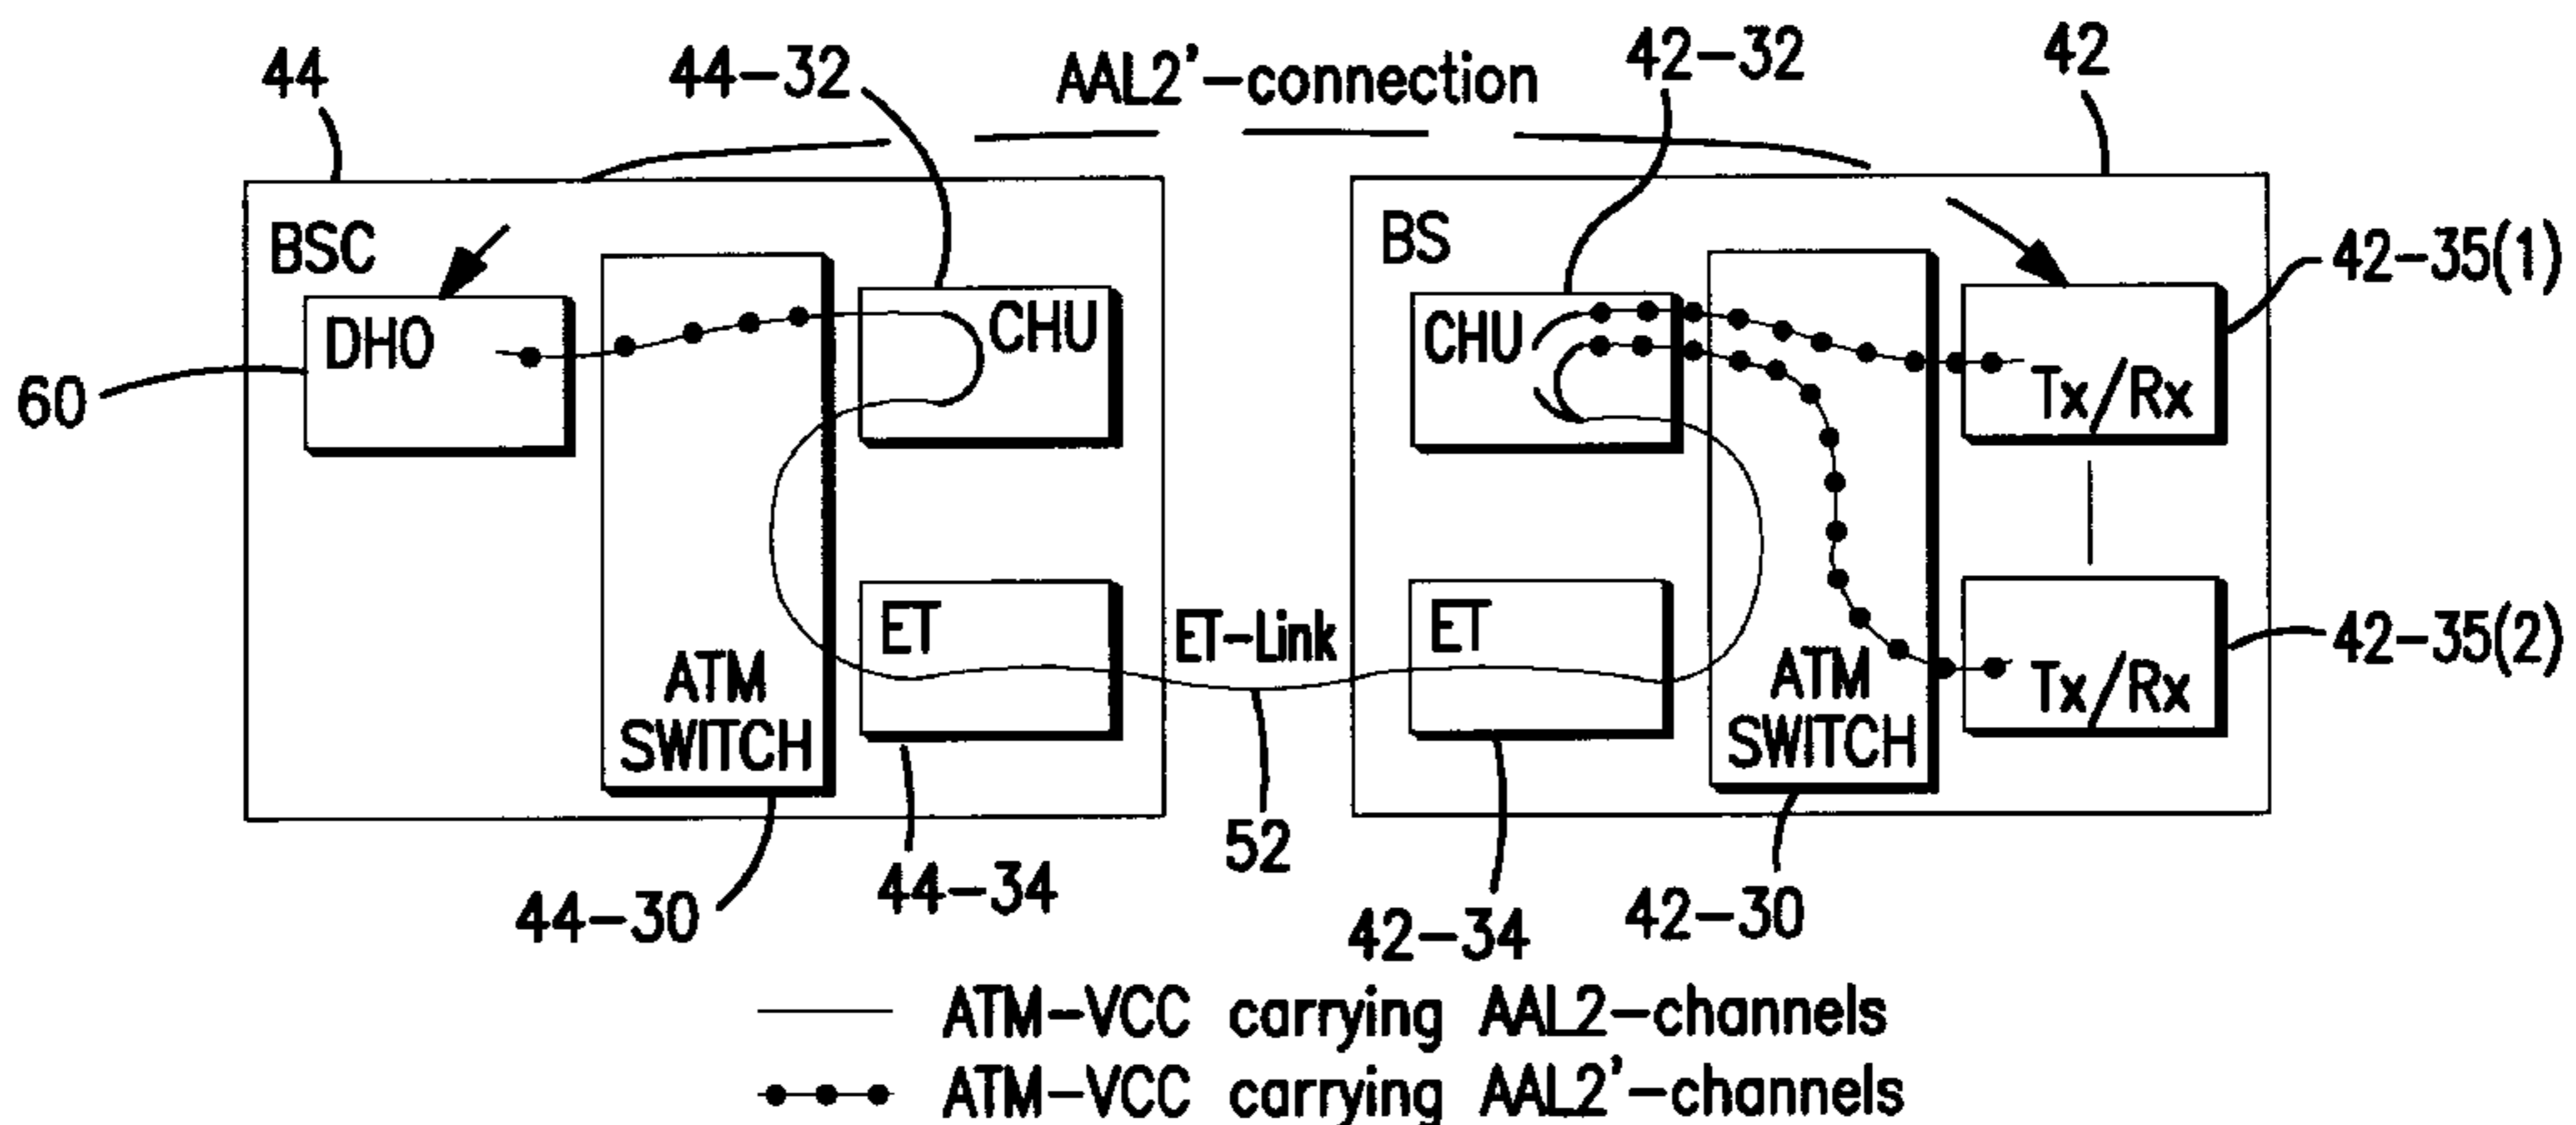 44
44-32
AAL2'-connection
42-32
42
BSC
DHO
CHU
60
ATM
SWITCH
ET
ET-Link
BS
CHU
ET
ATM
SWITCH
Tx/Rx
Tx/Rx
42-35(1)
42-35(2)
44-30
44-34
52
42-34
42-30
ATM-VCC carrying AAL2-channels
ATM-VCC carrying AAL2'-channels